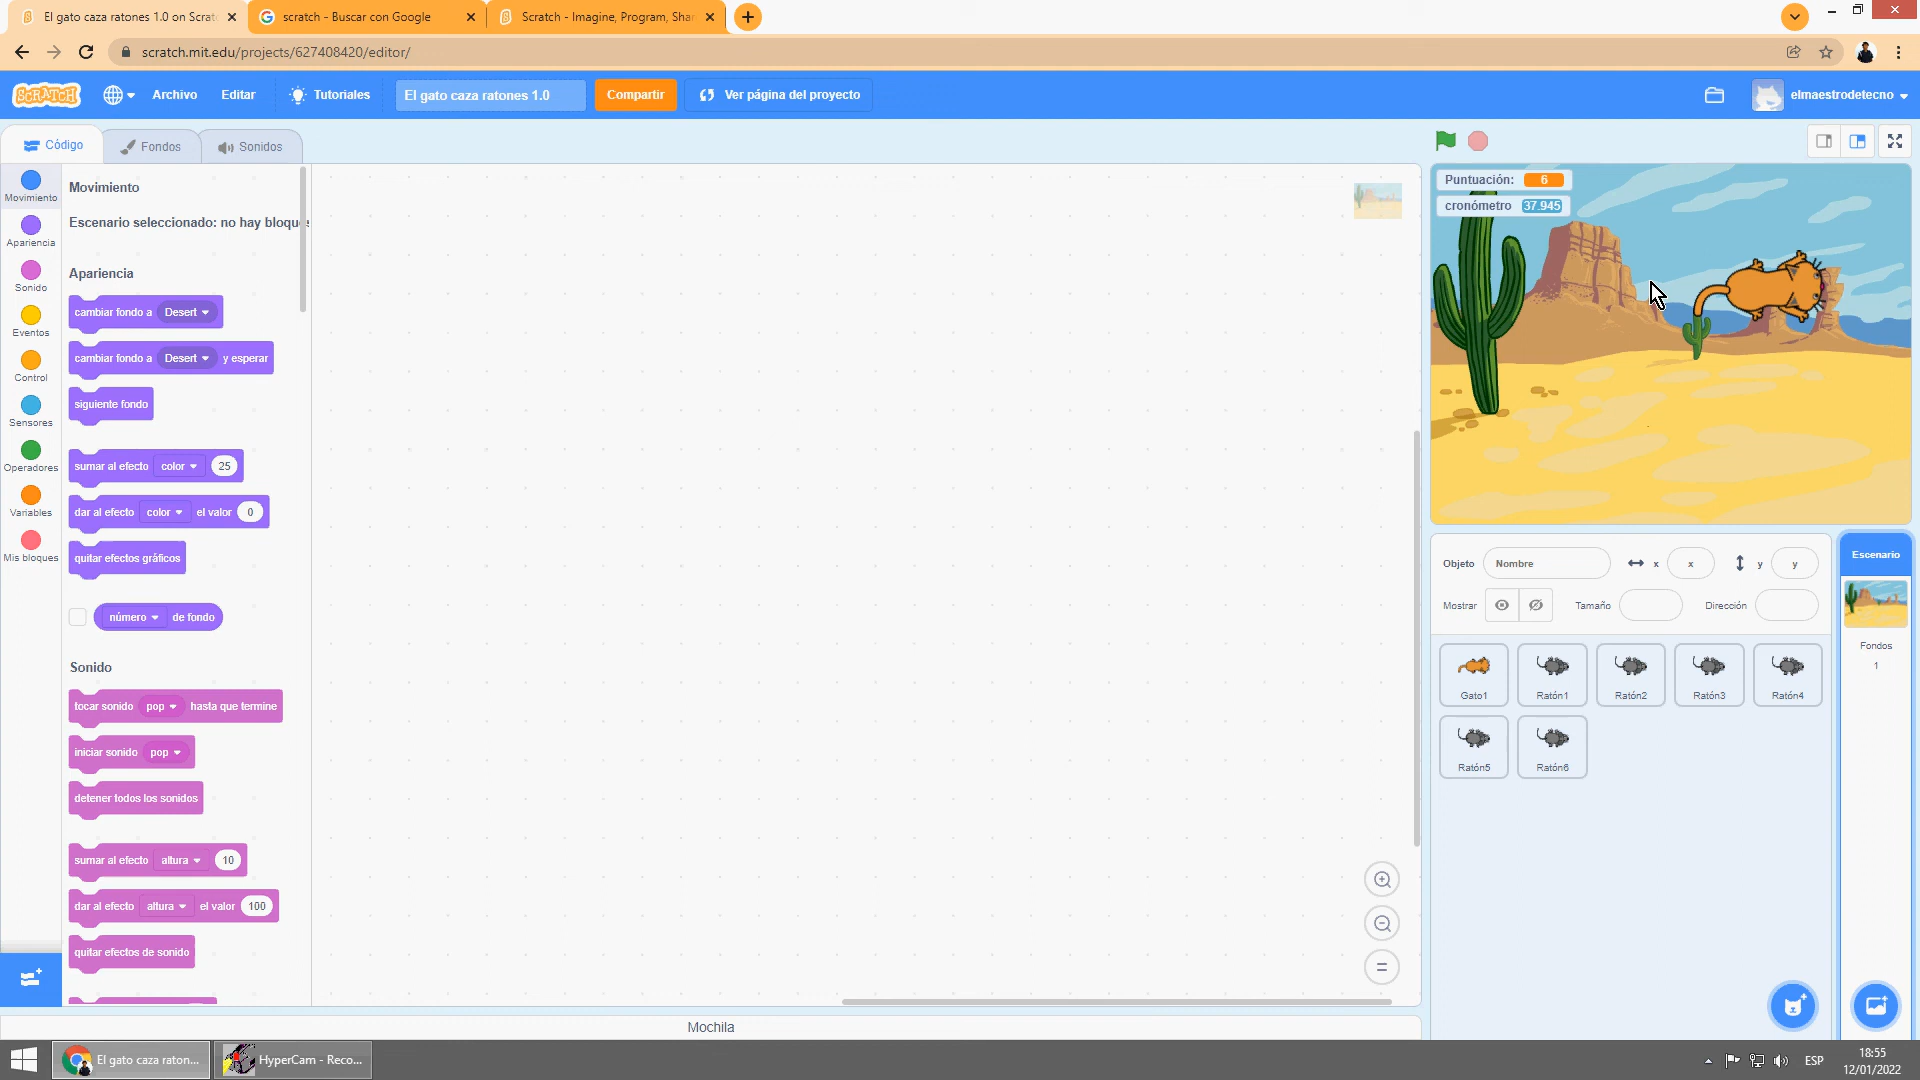 El gato caza ratones 1.0 on Scrat
scratch - Buscar con Google
Scratch - Imagine, Program, Shar
scratch.mit.edu/projects/627408420/editor/
SCRATCH
Archivo
Editar
Tutoriales
El gato caza ratones 1.0
Compartir
Ver página del proyecto
elmaestrodetecno
Código
Fondos
Sonidos
Movimiento
Apariencia
Sonido
Eventos
Control
Sensores
Operadores
Variables
Mis bloques
Movimiento
Escenario seleccionado: no hay bloques
Apariencia
cambiar fondo a Desert
cambiar fondo a Desert y esperar
siguiente fondo
sumar al efecto color 25
dar al efecto color el valor 0
quitar efectos gráficos
número de fondo
Sonido
tocar sonido pop hasta que termine
iniciar sonido pop
detener todos los sonidos
sumar al efecto altura 10
dar al efecto altura el valor 100
quitar efectos de sonido
Mochila
Puntuación: 6
cronómetro 37.945
Objeto Nombre x x y y
Mostrar Tamaño Dirección
Gato1 Ratón1 Ratón2 Ratón3 Ratón4
Ratón5 Ratón6
Escenario
Fondos
1
El gato caza raton...
HyperCam - Reco...
ESP
18:55
12/01/2022